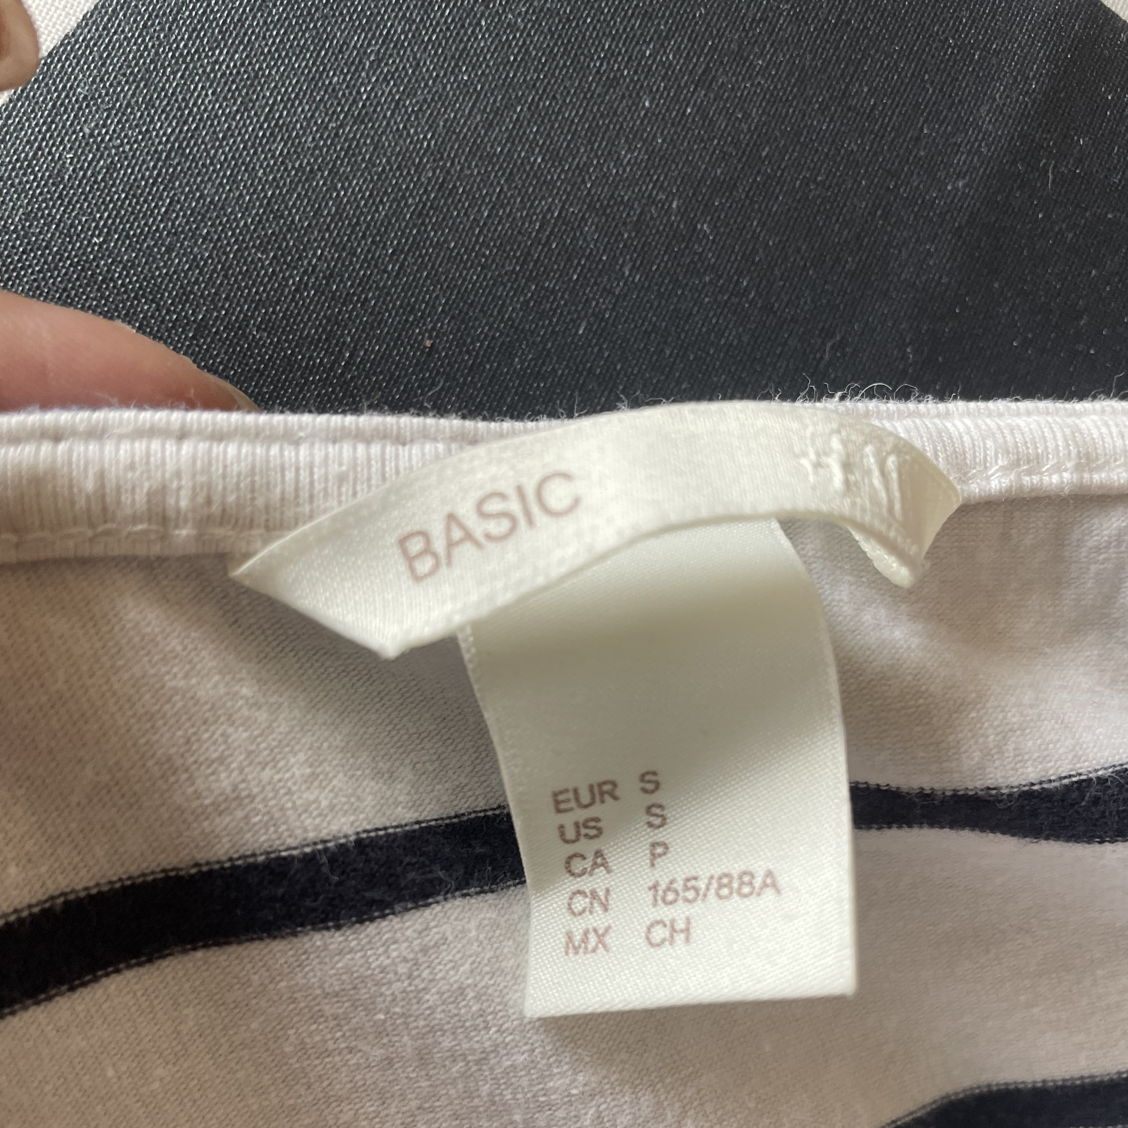 BASIC
EUR S
US S
CA P
CN 165/88A
MX CH